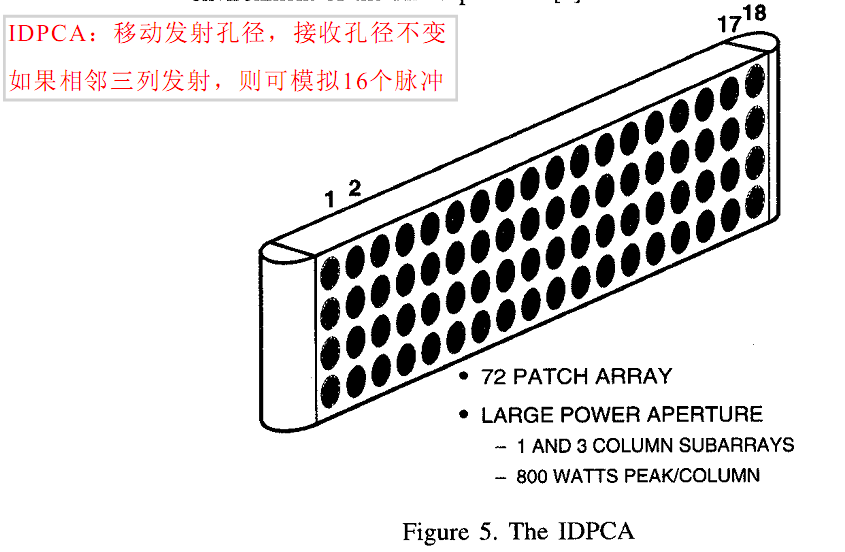 IDPCA：移动发射孔径，接收孔径不变
如果相邻三列发射，则可模拟16个脉冲
17 18
1 2
• 72 PATCH ARRAY
• LARGE POWER APERTURE
– 1 AND 3 COLUMN SUBARRAYS
– 800 WATTS PEAK/COLUMN
Figure 5. The IDPCA